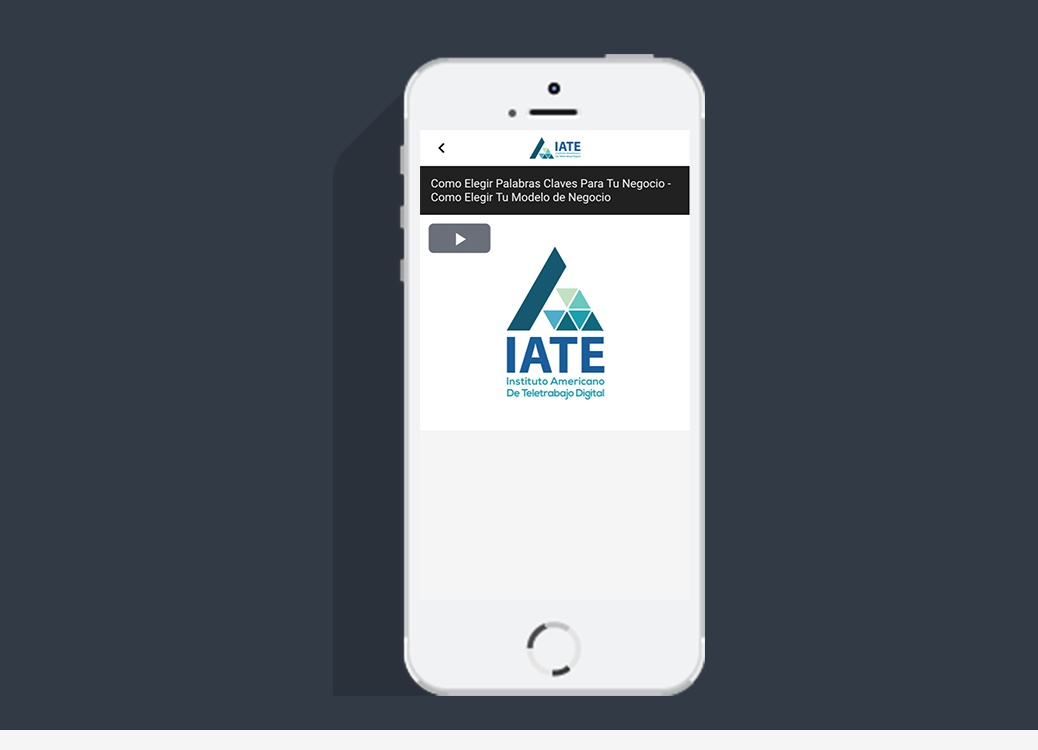 IATE
Como Elegir Palabras Claves Para Tu Negocio -
Como Elegir Tu Modelo de Negocio
IATE
Instituto Americano
De Teletrabajo Digital